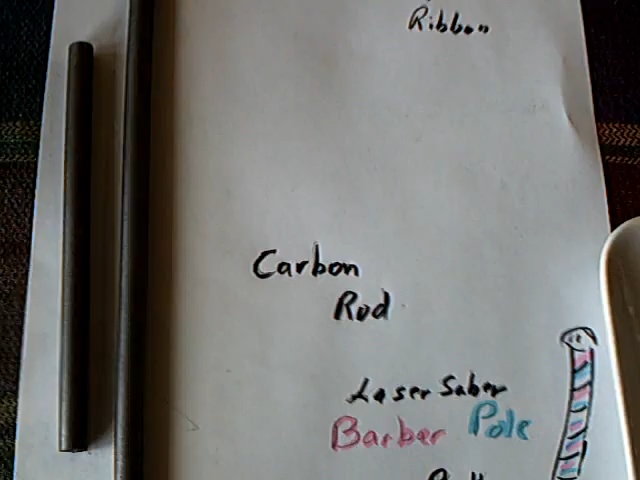 Ribbon
Carbon
Rod
Laser Saber
Barber Pole